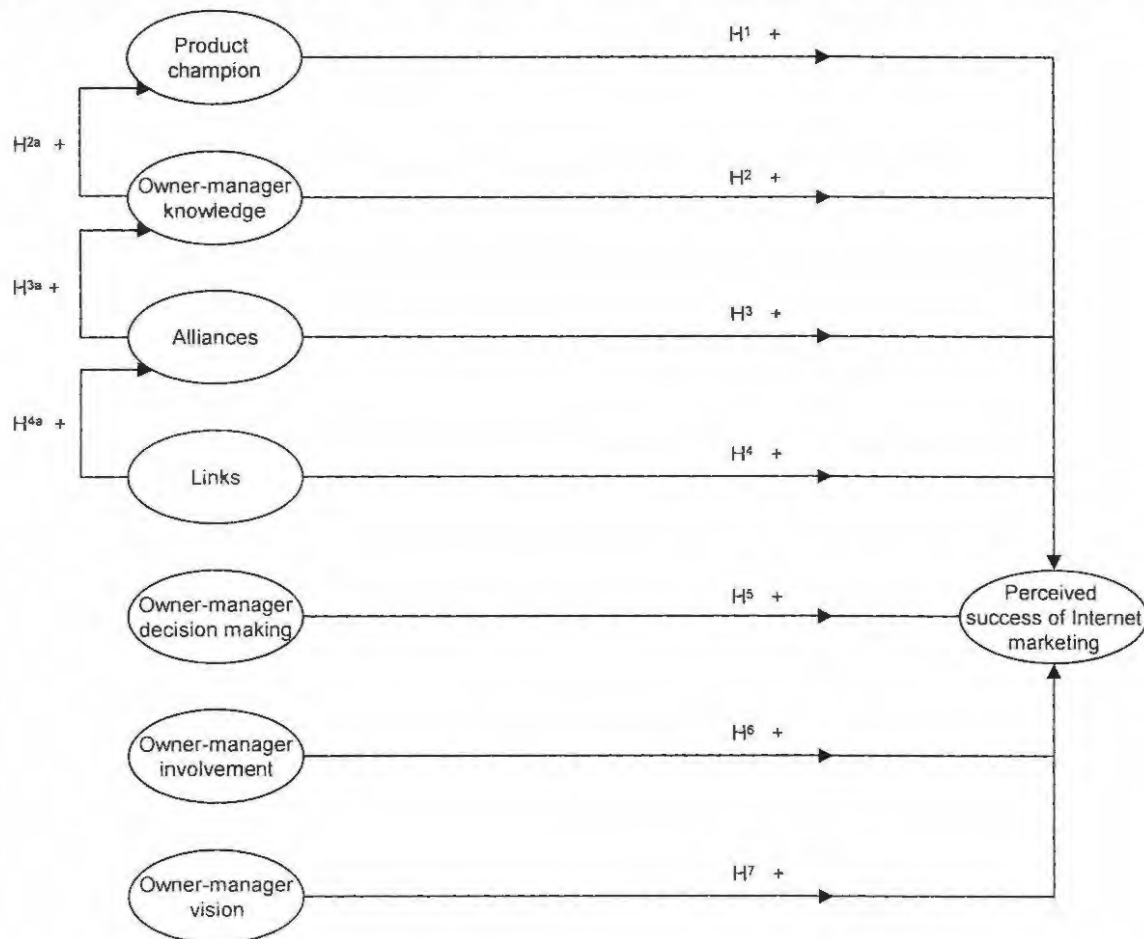 Product
champion
H¹ +
H²ᵃ +
Owner-manager
knowledge
H² +
H³ᵃ +
Alliances
H³ +
H⁴ᵃ +
Links
H⁴ +
Owner-manager
decision making
H⁵ +
Perceived
success of Internet
marketing
Owner-manager
involvement
H⁶ +
Owner-manager
vision
H⁷ +